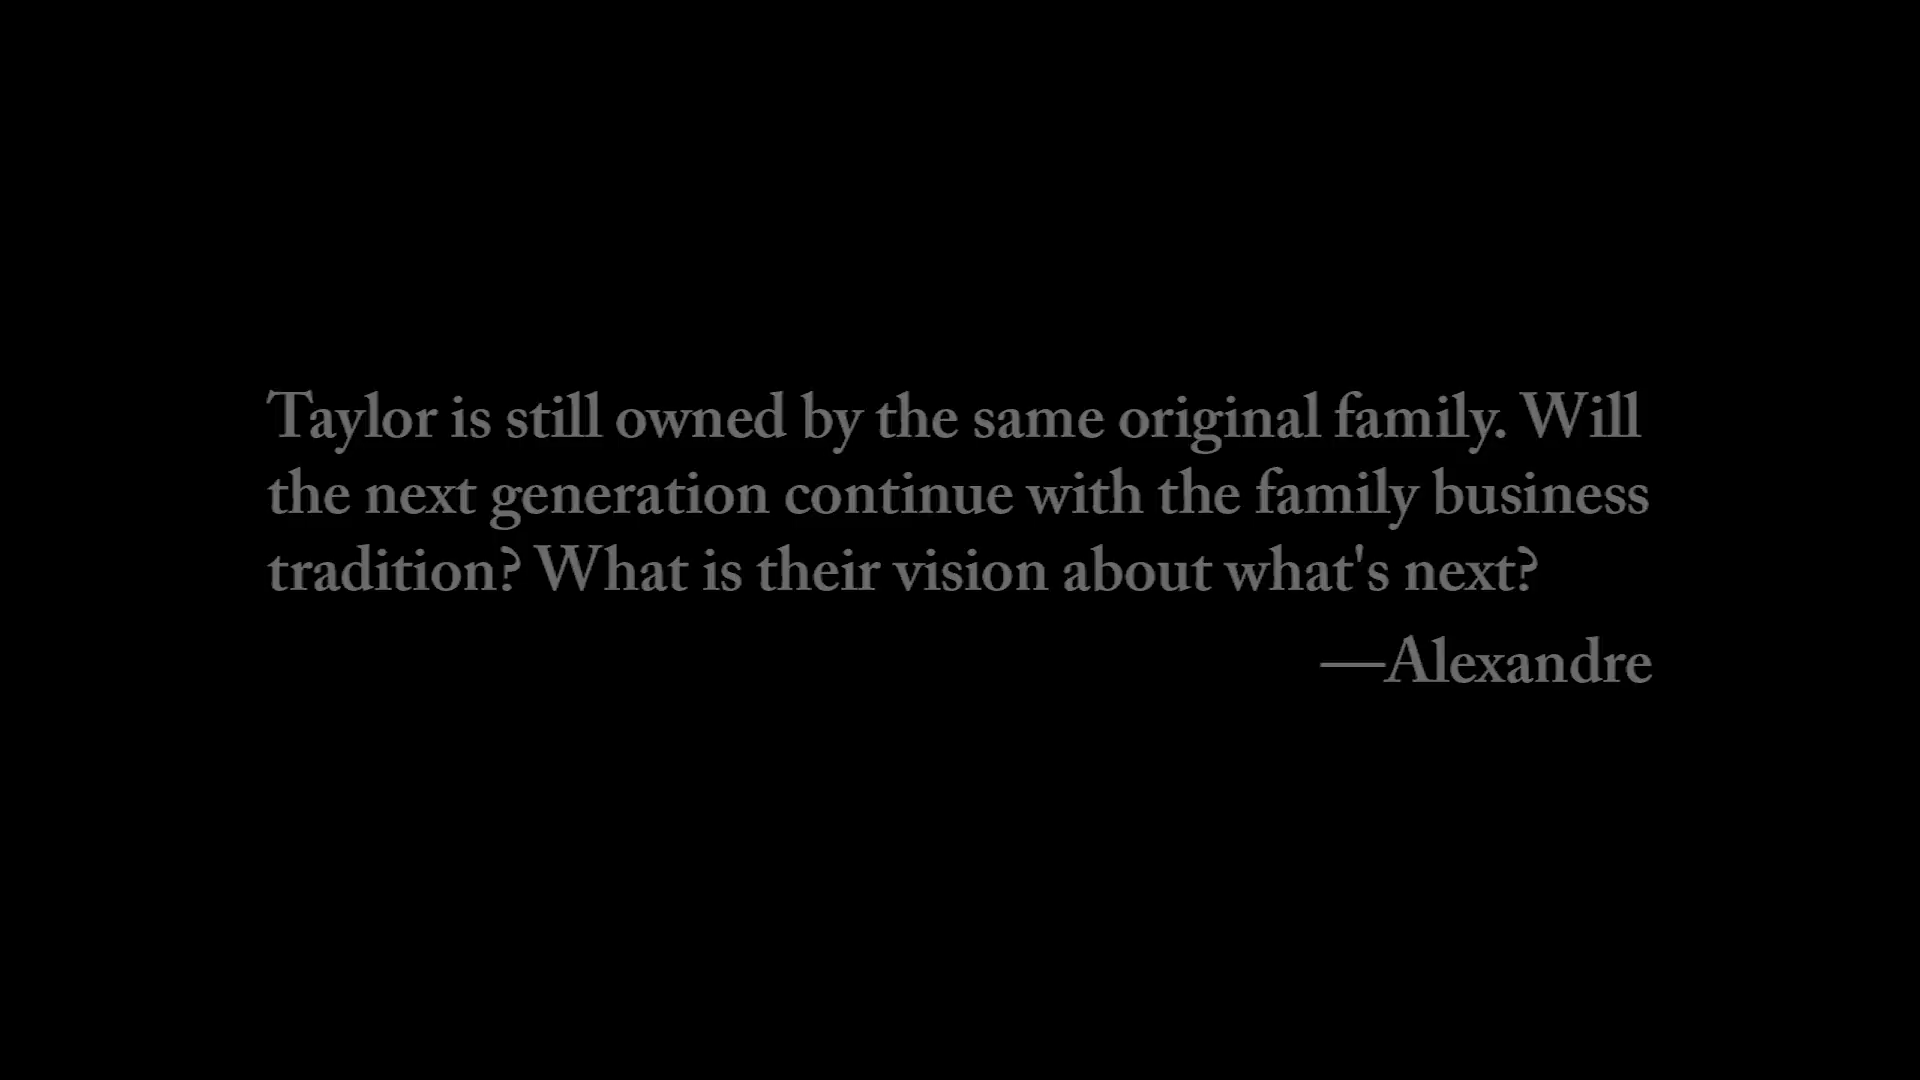 Taylor is still owned by the same original family. Will
the next generation continue with the family business
tradition? What is their vision about what's next?
—Alexandre